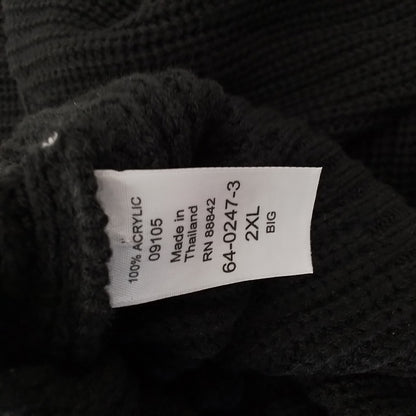 100% ACRYLIC
09105
Made in
Thailand
RN 88842
64-0247-3
2XL
BIG